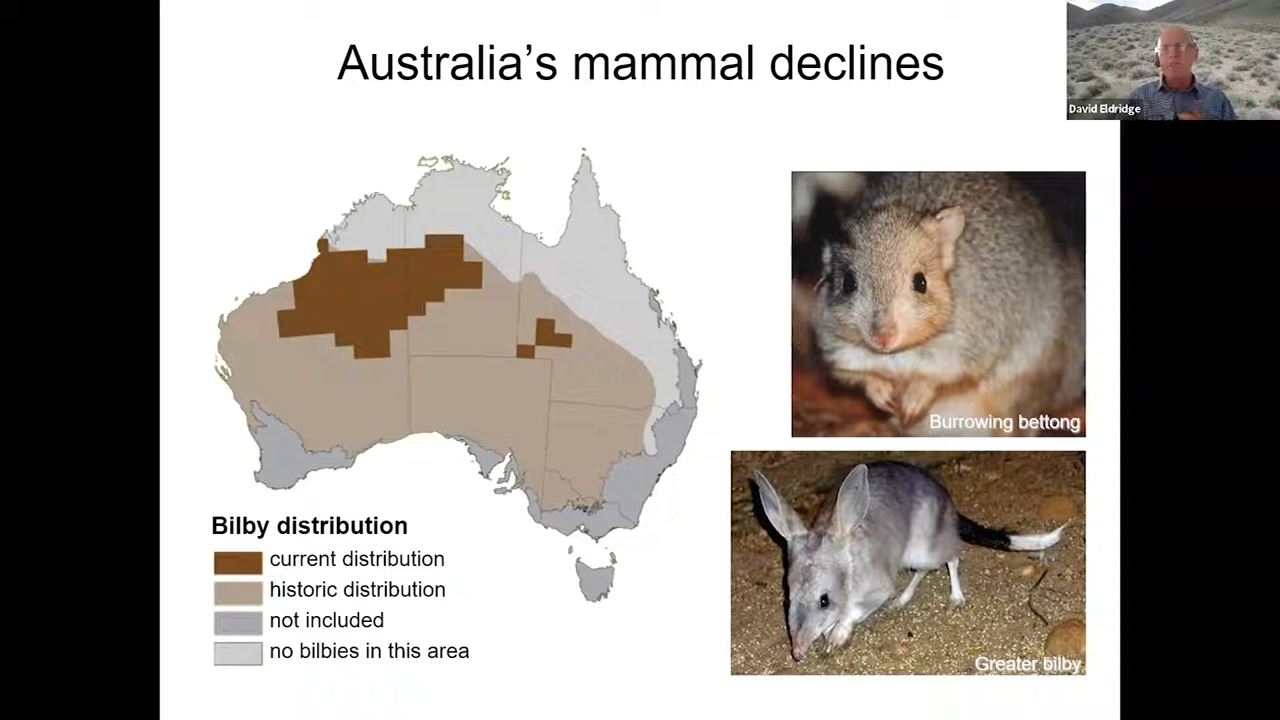 Australia's mammal declines
David Eldridge
Burrowing bettong
Greater bilby
Bilby distribution
current distribution
historic distribution
not included
no bilbies in this area